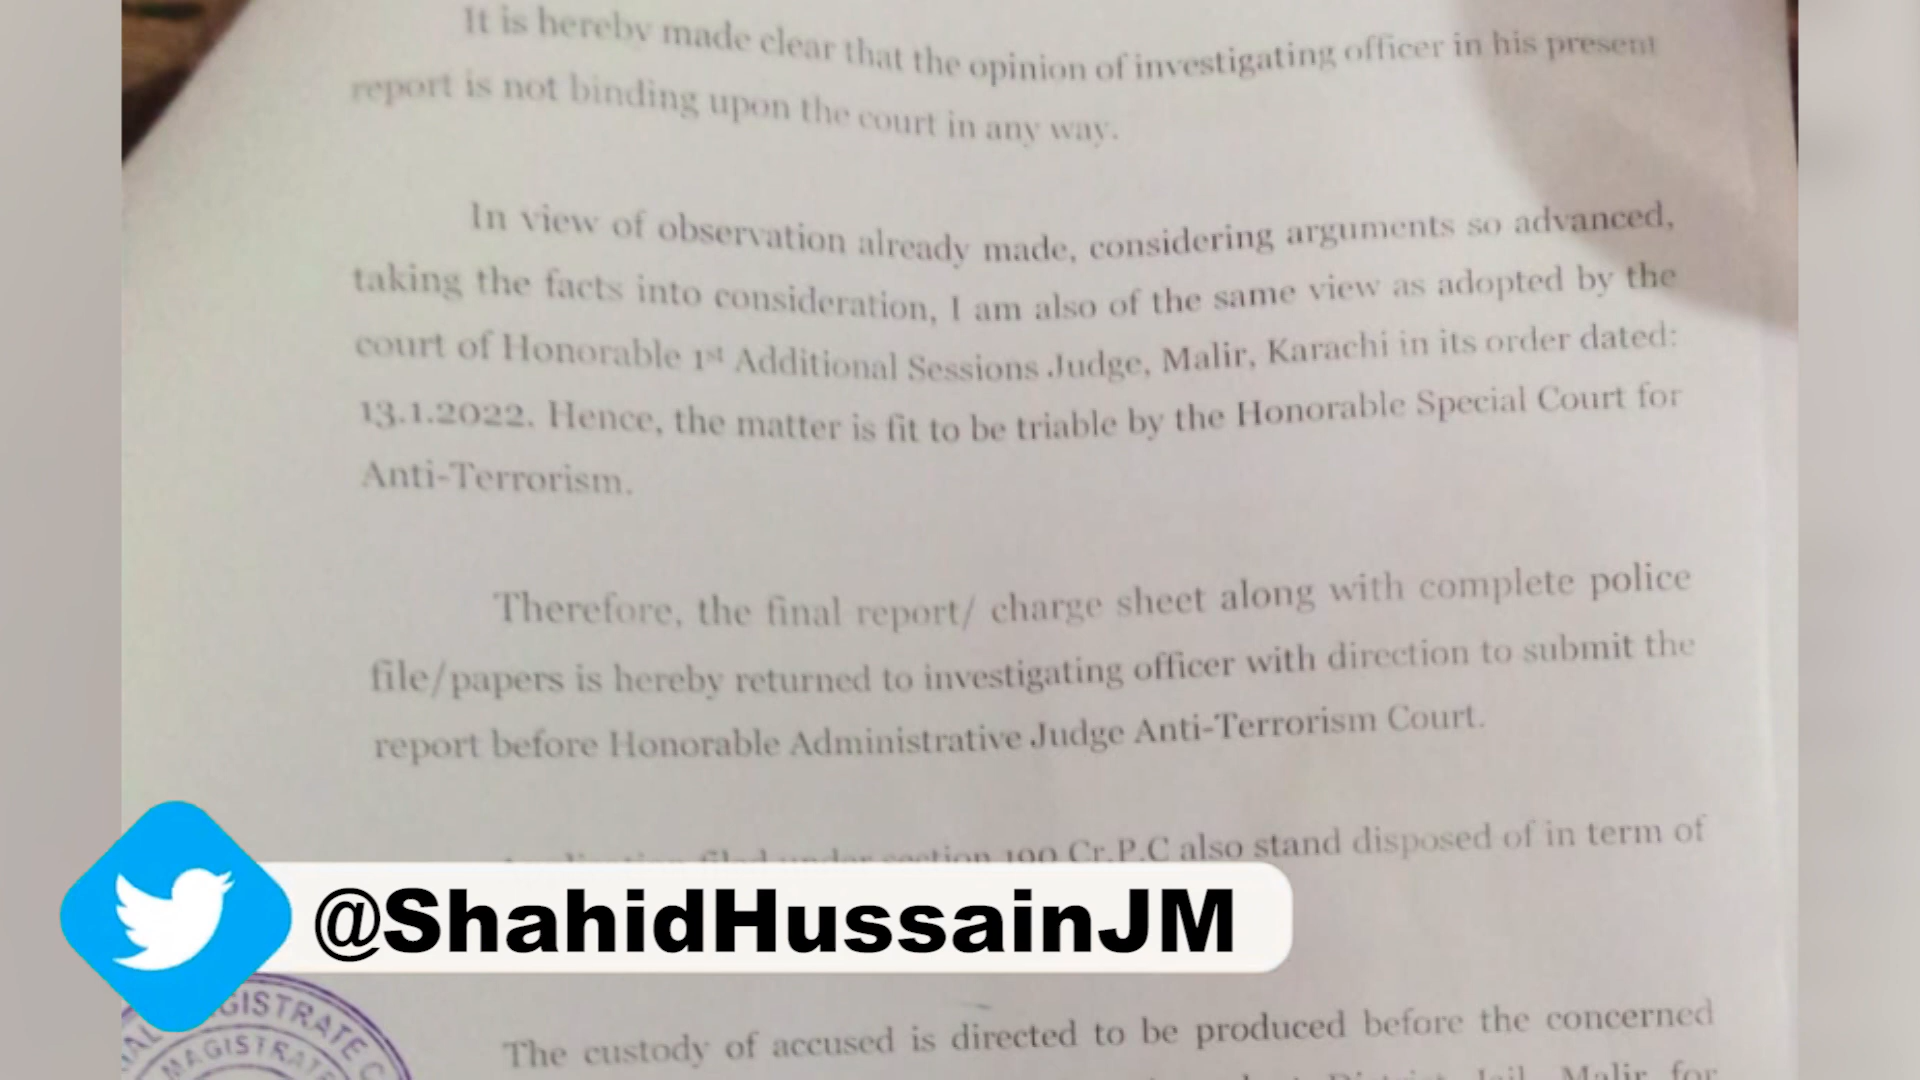 It is hereby made clear that the opinion of investigating officer in his present
report is not binding upon the court in any way.
In view of observation already made, considering arguments so advanced,
taking the facts into consideration, I am also of the same view as adopted by the
court of Honorable 1st Additional Sessions Judge, Malir, Karachi in its order dated:
13.1.2022. Hence, the matter is fit to be triable by the Honorable Special Court for
Anti-Terrorism.
Therefore, the final report/ charge sheet along with complete police
file/papers is hereby returned to investigating officer with direction to submit the
report before Honorable Administrative Judge Anti-Terrorism Court.
section 190 Cr.P.C also stand disposed of in term of
@ShahidHussainJM
The custody of accused is directed to be produced before the concerned
Malir for
GISTRATE
MAGISTRATE